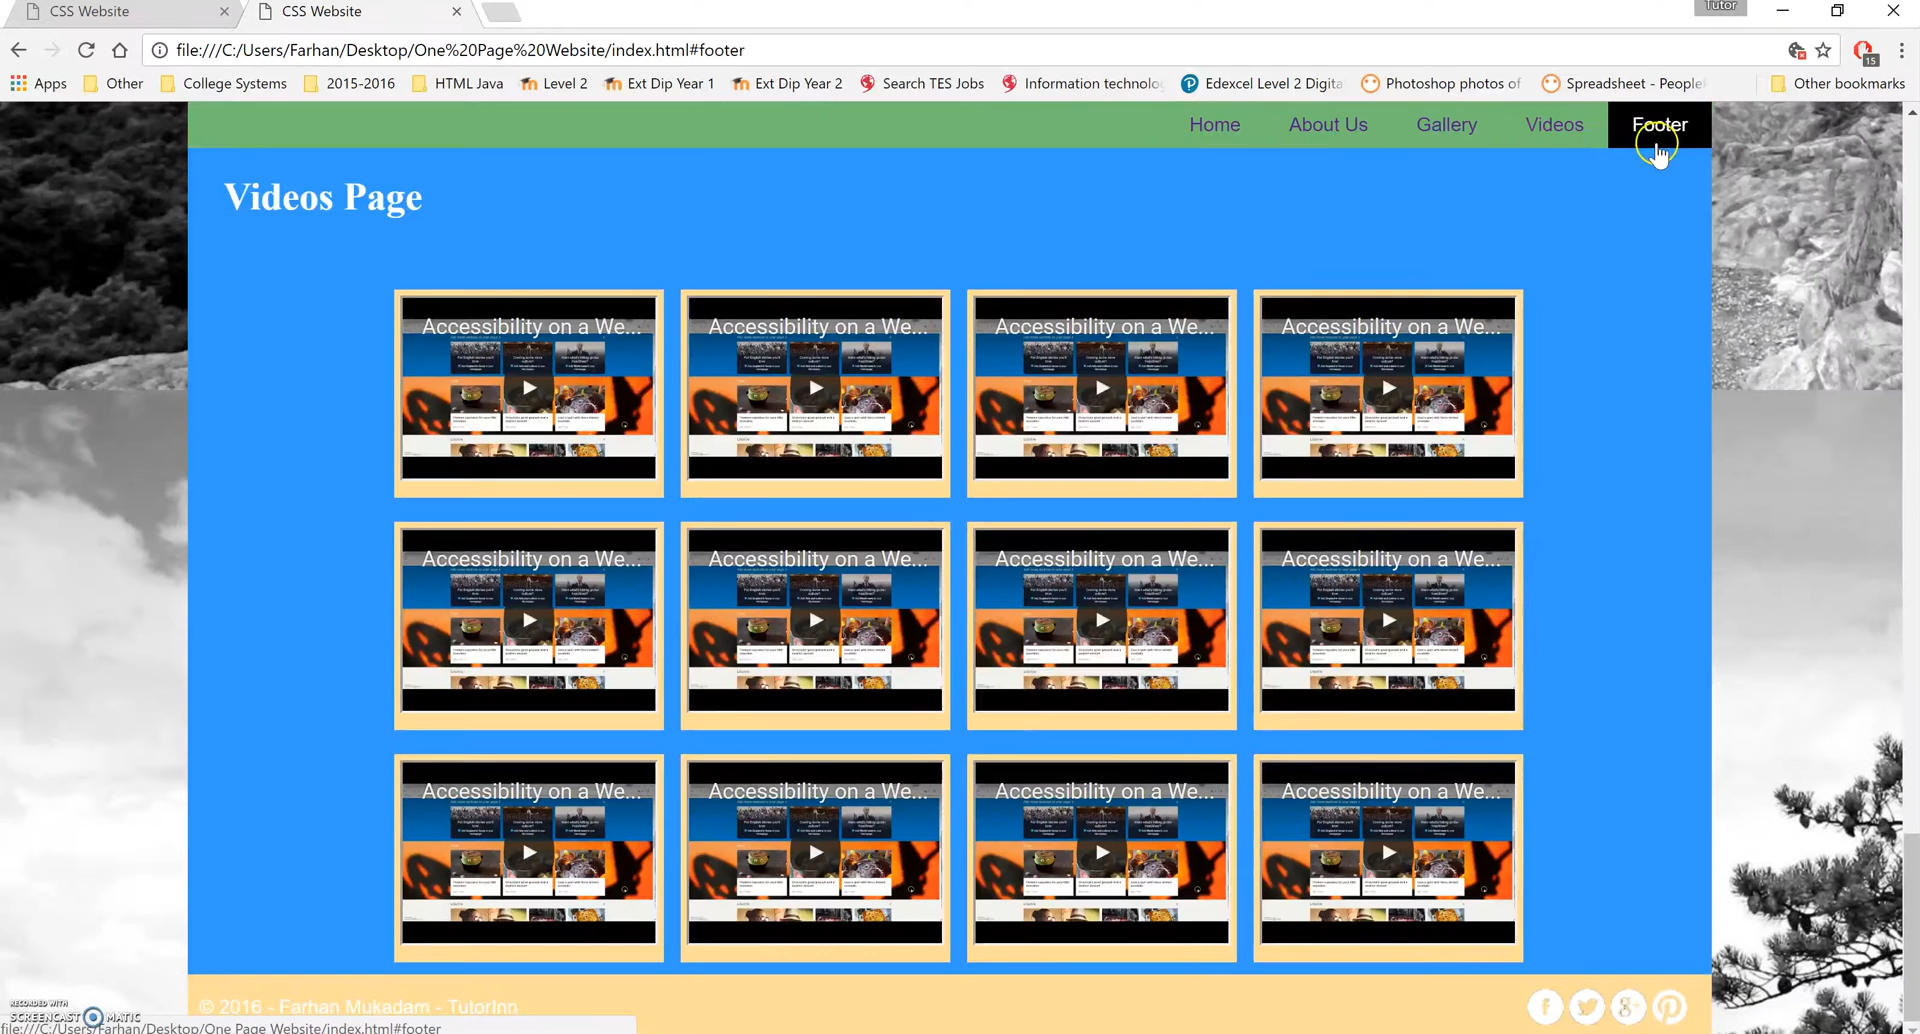 CSS Website
CSS Website
Tutor
file:///C:/Users/Farhan/Desktop/One%20Page%20Website/index.html#footer
15
Apps Other College Systems 2015-2016 HTML Java Level 2 Ext Dip Year 1 Ext Dip Year 2 Search TES Jobs Information technolo Edexcel Level 2 Digita Photoshop photos of Spreadsheet - People Other bookmarks
Home About Us Gallery Videos Footer
Videos Page
Accessibility on a We... Accessibility on a We... Accessibility on a We... Accessibility on a We...
Accessibility on a We... Accessibility on a We... Accessibility on a We... Accessibility on a We...
Accessibility on a We... Accessibility on a We... Accessibility on a We... Accessibility on a We...
© 2016 - Farhan Mukadam - TutorInn
RECORDED WITH
SCREENCAST MATIC
file:///C:/Users/Farhan/Desktop/One Page Website/index.html#footer